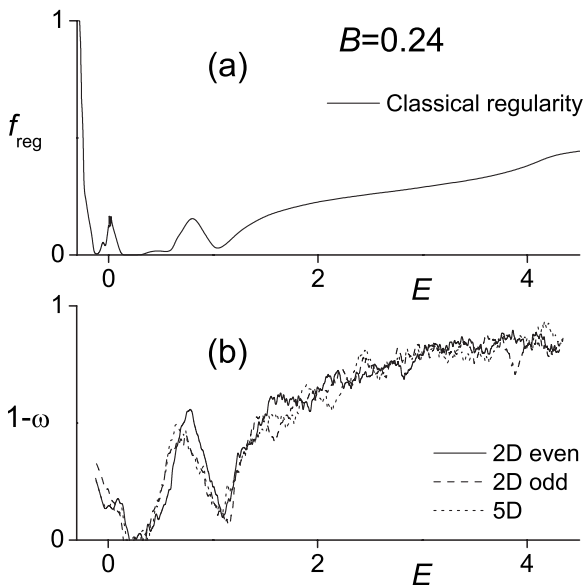 1
B=0.24
(a)
Classical regularity
f reg
0
0
2
4
E
1
(b)
1-ω
2D even
2D odd
5D
0
0
2
4
E